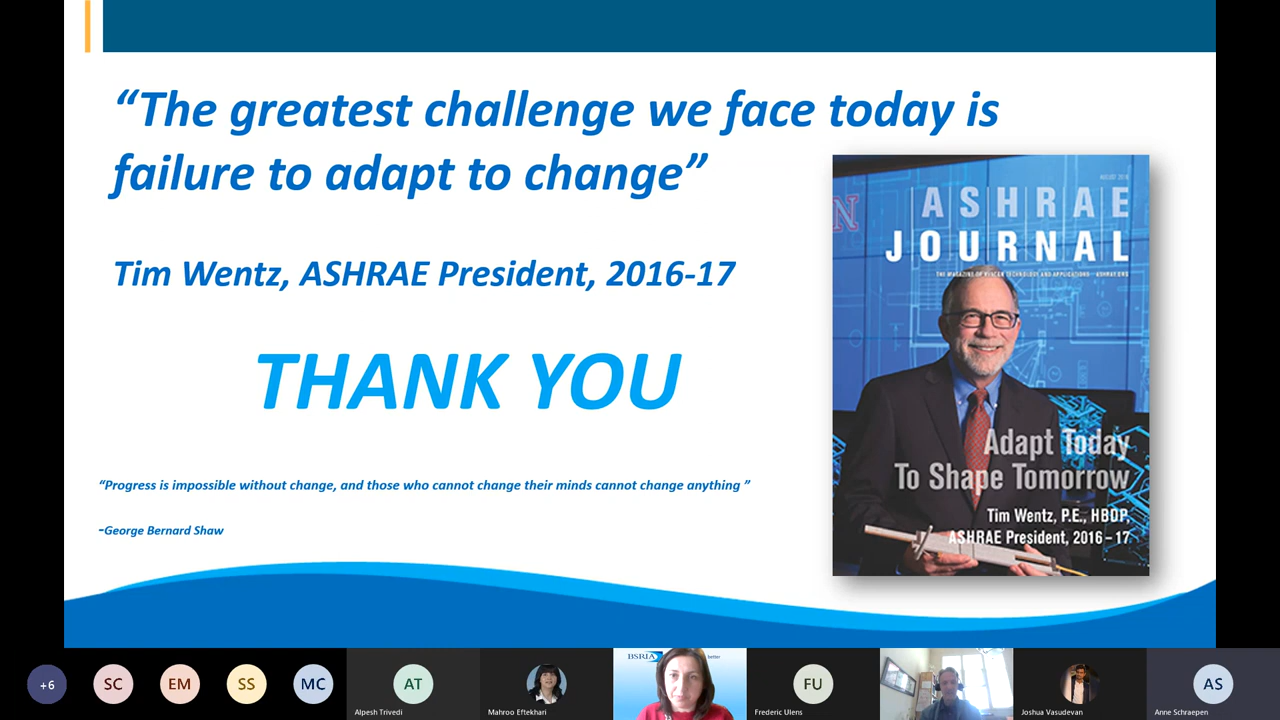 “The greatest challenge we face today is
failure to adapt to change”
Tim Wentz, ASHRAE President, 2016-17
THANK YOU
“Progress is impossible without change, and those who cannot change their minds cannot change anything ”
-George Bernard Shaw
N
ASHRAE
JOURNAL
Adapt Today
To Shape Tomorrow
Tim Wentz, P.E., HBDP,
ASHRAE President, 2016–17
+6
SC
EM
SS
MC
AT
Alpesh Trivedi
Mahroo Eftekhari
BSRIA
better
FU
Frederic Ulens
Joshua Vasudevan
AS
Anne Schraepen